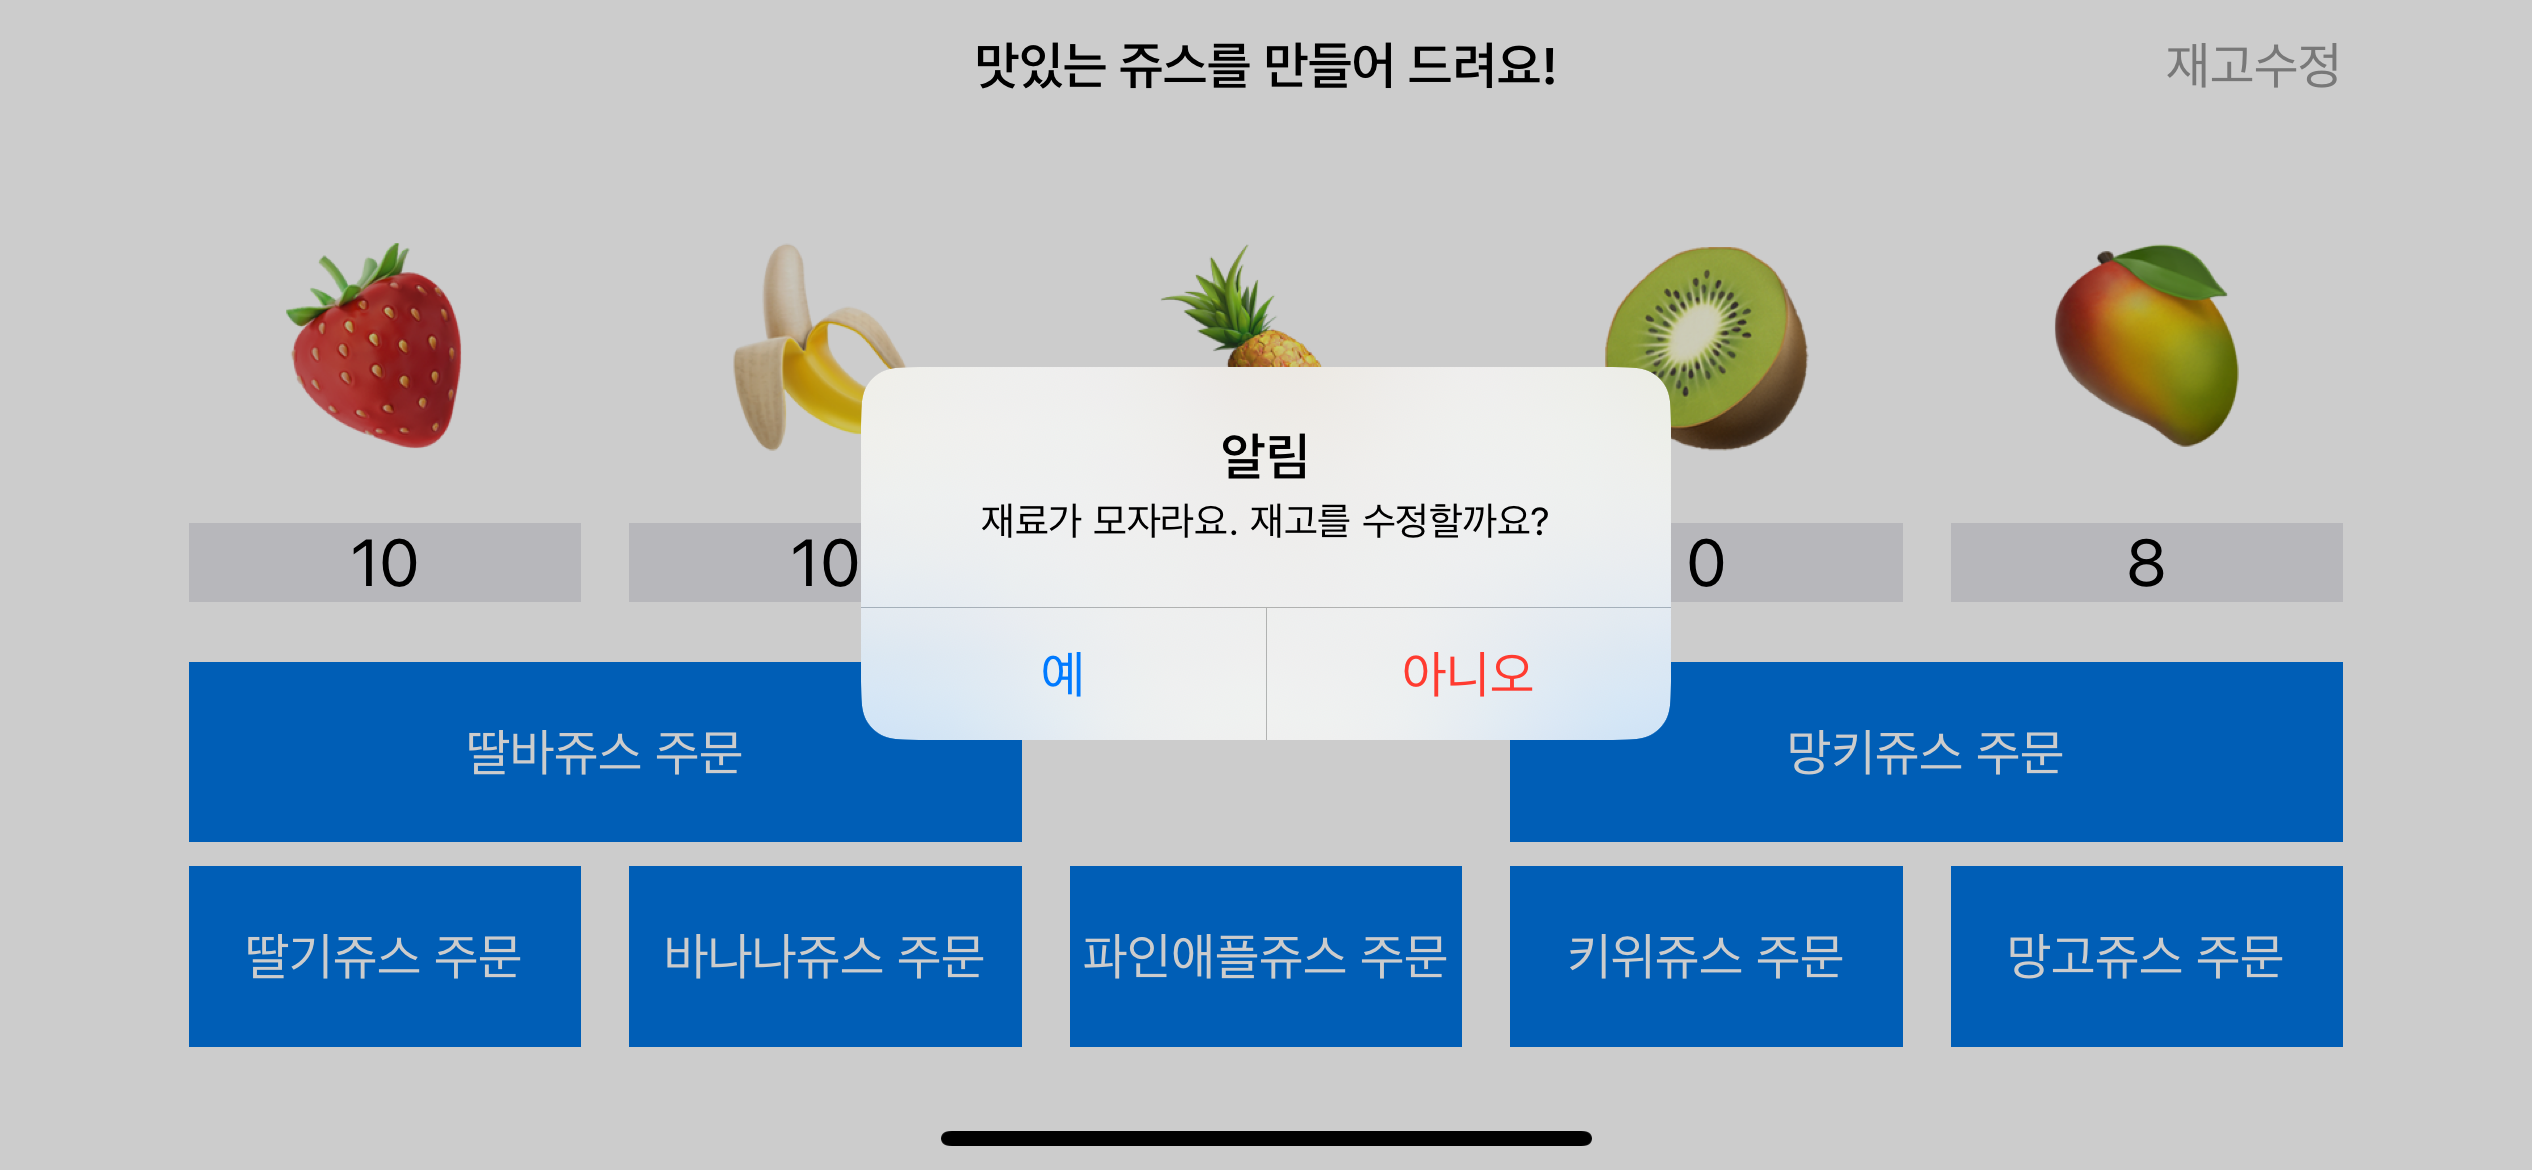 맛있는 쥬스를 만들어 드려요!
재고수정
알림
재료가 모자라요. 재고를 수정할까요?
10
10
0
8
예
아니오
딸바쥬스 주문
망키쥬스 주문
딸기쥬스 주문
바나나쥬스 주문
파인애플쥬스 주문
키위쥬스 주문
망고쥬스 주문